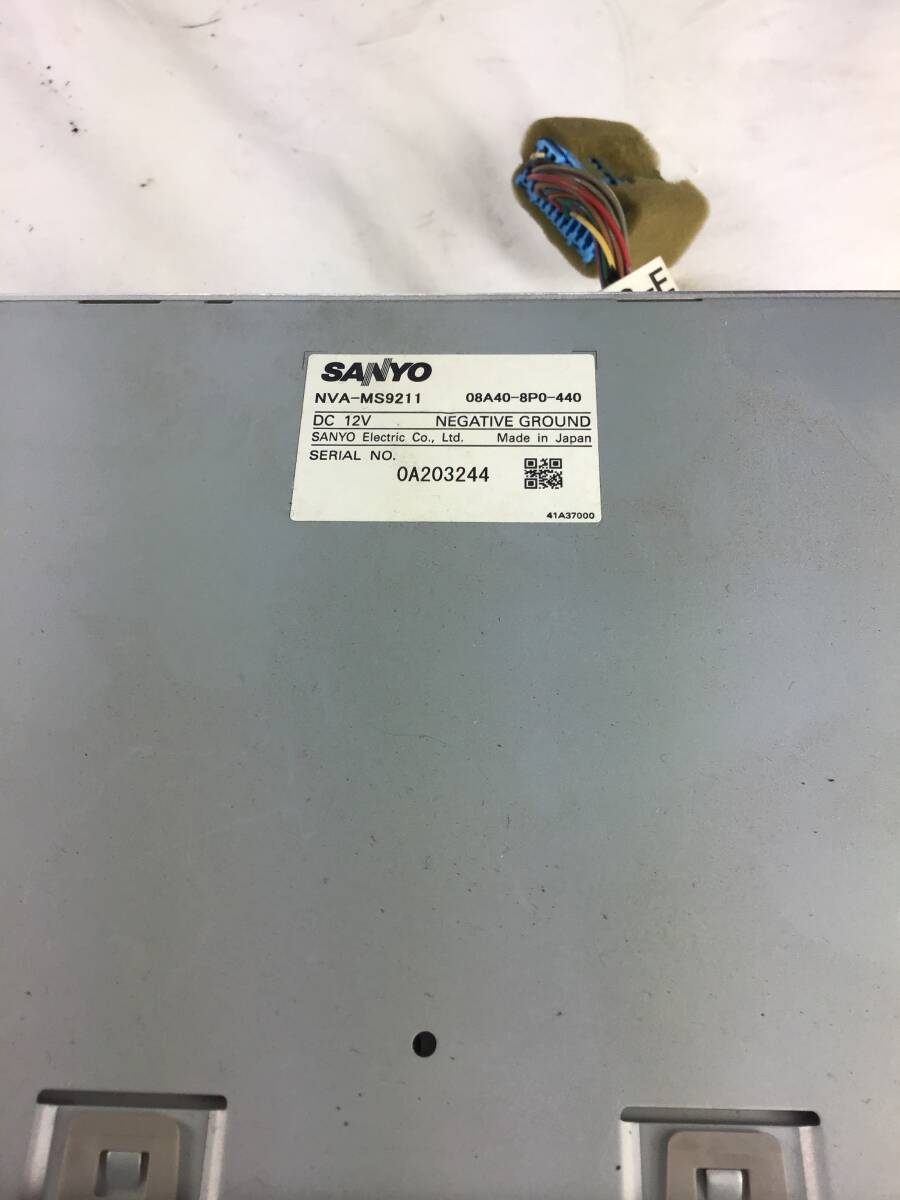 SANYO
NVA-MS9211 08A40-8P0-440
DC 12V NEGATIVE GROUND
SANYO Electric Co., Ltd. Made in Japan
SERIAL NO.
0A203244
41A37000